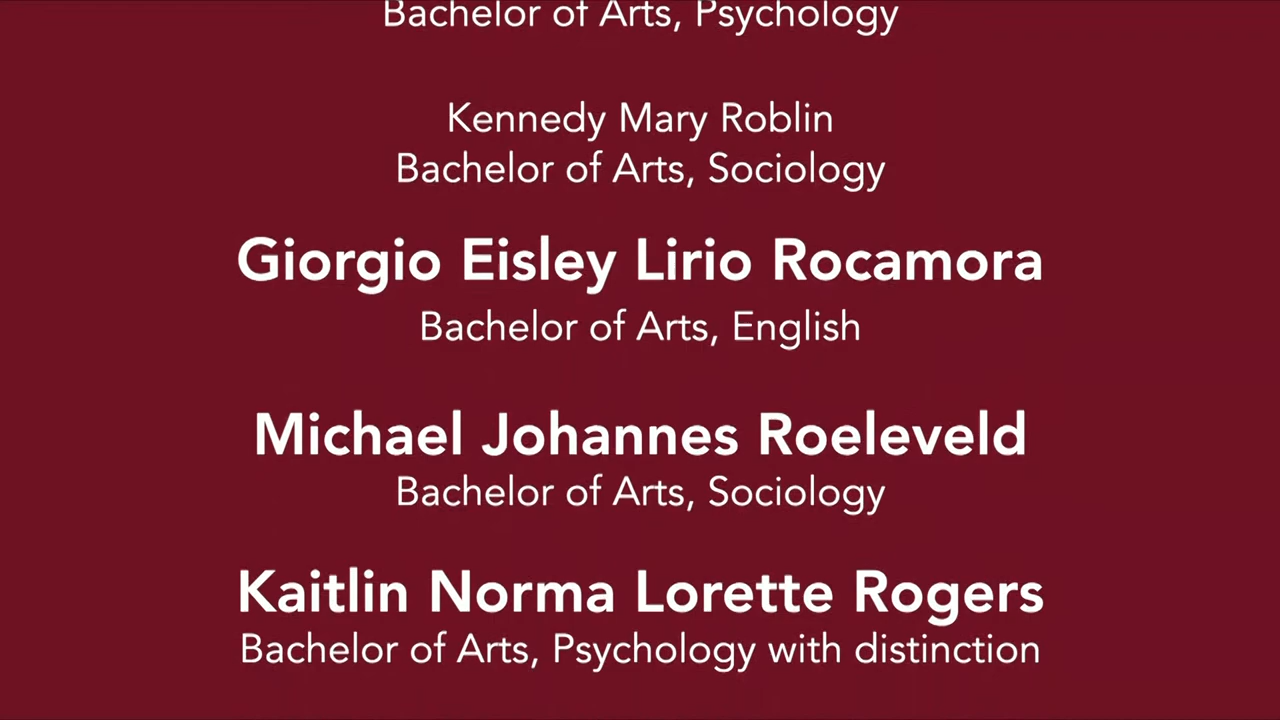 Bachelor of Arts, Psychology
Kennedy Mary Roblin
Bachelor of Arts, Sociology
Giorgio Eisley Lirio Rocamora
Bachelor of Arts, English
Michael Johannes Roeleveld
Bachelor of Arts, Sociology
Kaitlin Norma Lorette Rogers
Bachelor of Arts, Psychology with distinction